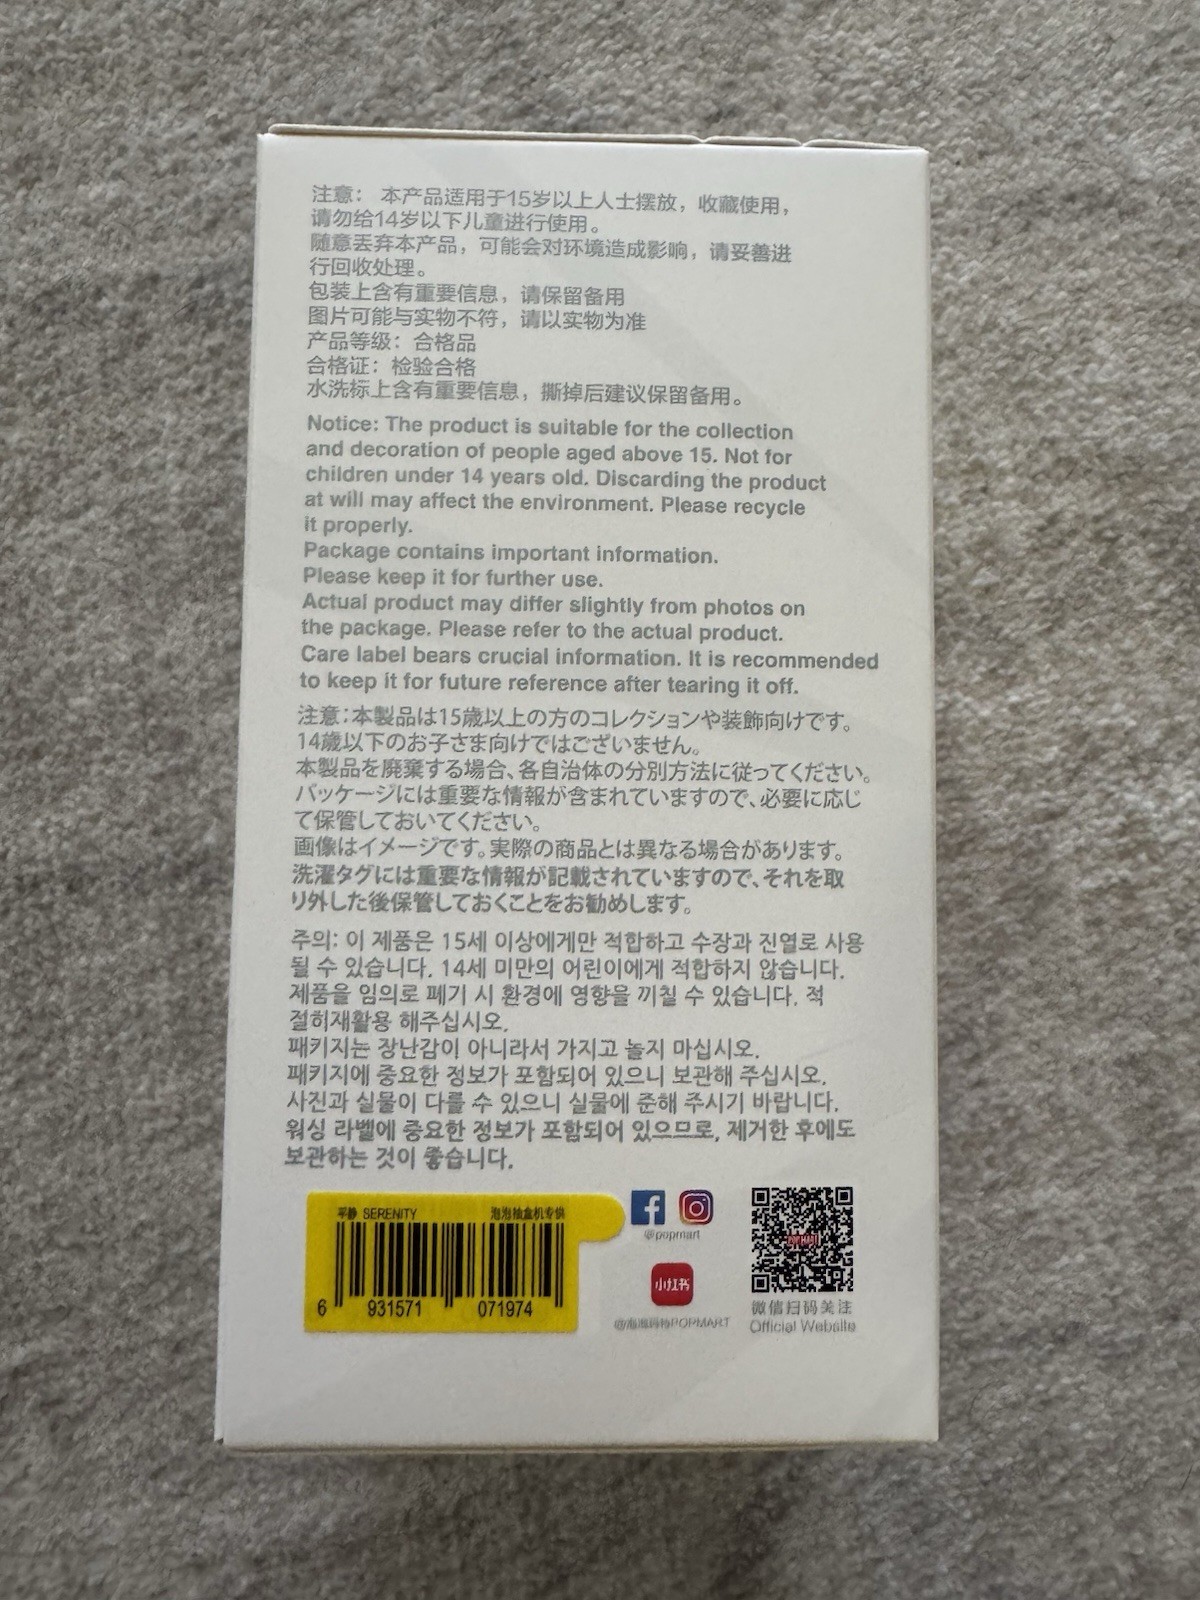 注意： 本产品适用于15岁以上人士摆放，收藏使用，
请勿给14岁以下儿童进行使用。
随意丢弃本产品，可能会对环境造成影响，请妥善进
行回收处理。
包装上含有重要信息，请保留备用
图片可能与实物不符，请以实物为准
产品等级：合格品
合格证：检验合格
水洗标上含有重要信息，撕掉后建议保留备用。
Notice: The product is suitable for the collection
and decoration of people aged above 15. Not for
children under 14 years old. Discarding the product
at will may affect the environment. Please recycle
it properly.
Package contains important information.
Please keep it for further use.
Actual product may differ slightly from photos on
the package. Please refer to the actual product.
Care label bears crucial information. It is recommended
to keep it for future reference after tearing it off.
注意：本製品は15歳以上の方のコレクションや装飾向けです。
14歳以下のお子さま向けではございません。
本製品を廃棄する場合、各自治体の分別方法に従ってください。
パッケージには重要な情報が含まれていますので、必要に応じ
て保管しておいてください。
画像はイメージです。実際の商品とは異なる場合があります。
洗濯タグには重要な情報が記載されていますので、それを取
り外した後保管しておくことをお勧めします。
주의: 이 제품은 15세 이상에게만 적합하고 수장과 진열로 사용
될 수 있습니다. 14세 미만의 어린이에게 적합하지 않습니다.
제품을 임의로 폐기 시 환경에 영향을 끼칠 수 있습니다. 적
절히재활용 해주십시오.
패키지는 장난감이 아니라서 가지고 놀지 마십시오.
패키지에 중요한 정보가 포함되어 있으니 보관해 주십시오.
사진과 실물이 다를 수 있으니 실물에 준해 주시기 바랍니다.
워싱 라벨에 중요한 정보가 포함되어 있으므로, 제거한 후에도
보관하는 것이 좋습니다.
平静 SERENITY 泡泡抽盒机专供
6 931571 071974
@popmart
小红书
@泡泡玛特POPMART
POP MART
微信扫码关注
Official Website